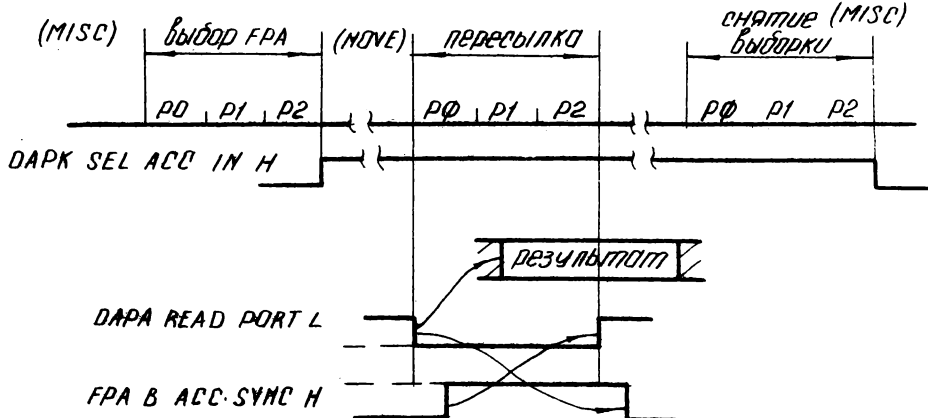 (MISC) выбор FPA (NOVE) пересылка снятие (MISC)
выборки
P0 P1 P2 PØ P1 P2 PØ P1 P2
DAPK SEL ACC IN H
результат
DAPA READ PORT L
FPA B ACC·SYNC H